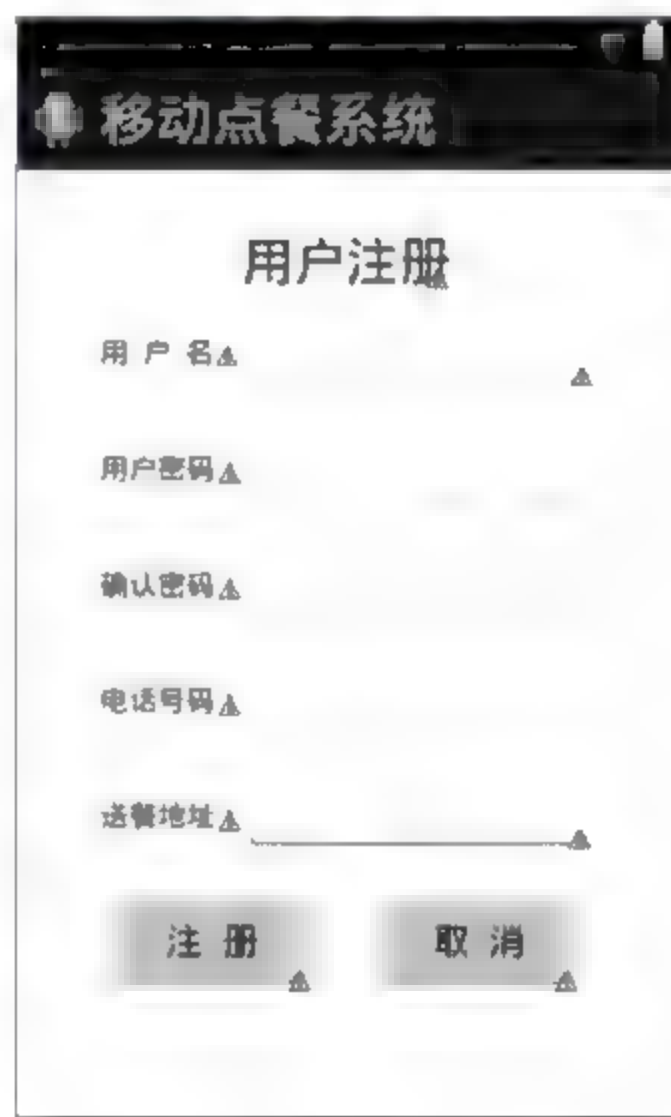 移动点餐系统
用户注册
用 户 名
用户密码
确认密码
电话号码
送餐地址
注 册
取 消